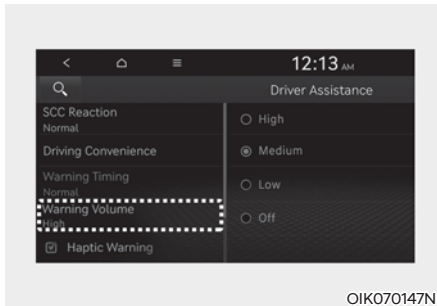 12:13 AM
Driver Assistance
SCC Reaction
Normal
Driving Convenience
Warning Timing
Normal
Warning Volume
High
Haptic Warning
High
Medium
Low
Off
OIK070147N